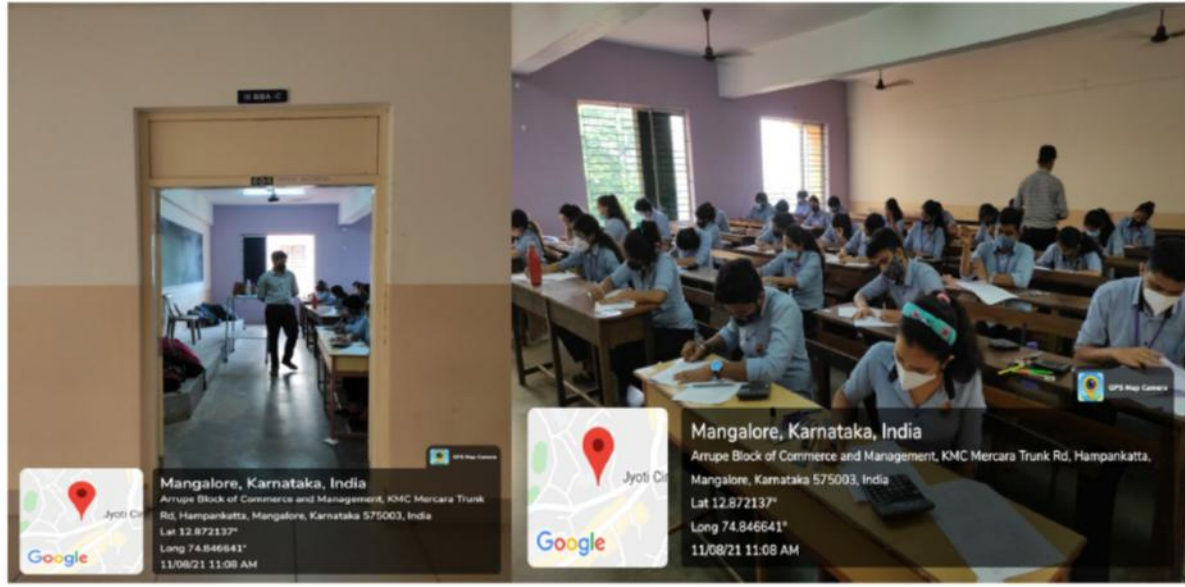 III BBA -C
GPS Map Camera
Jyoti Cir
Google
Mangalore, Karnataka, India
Arrupe Block of Commerce and Management, KMC Mercara Trunk
Rd, Hampankatta, Mangalore, Karnataka 575003, India
Lat 12.872137°
Long 74.846641°
11/08/21 11:08 AM
GPS Map Camera
Jyoti Cir
Google
Mangalore, Karnataka, India
Arrupe Block of Commerce and Management, KMC Mercara Trunk Rd, Hampankatta,
Mangalore, Karnataka 575003, India
Lat 12.872137°
Long 74.846641°
11/08/21 11:08 AM